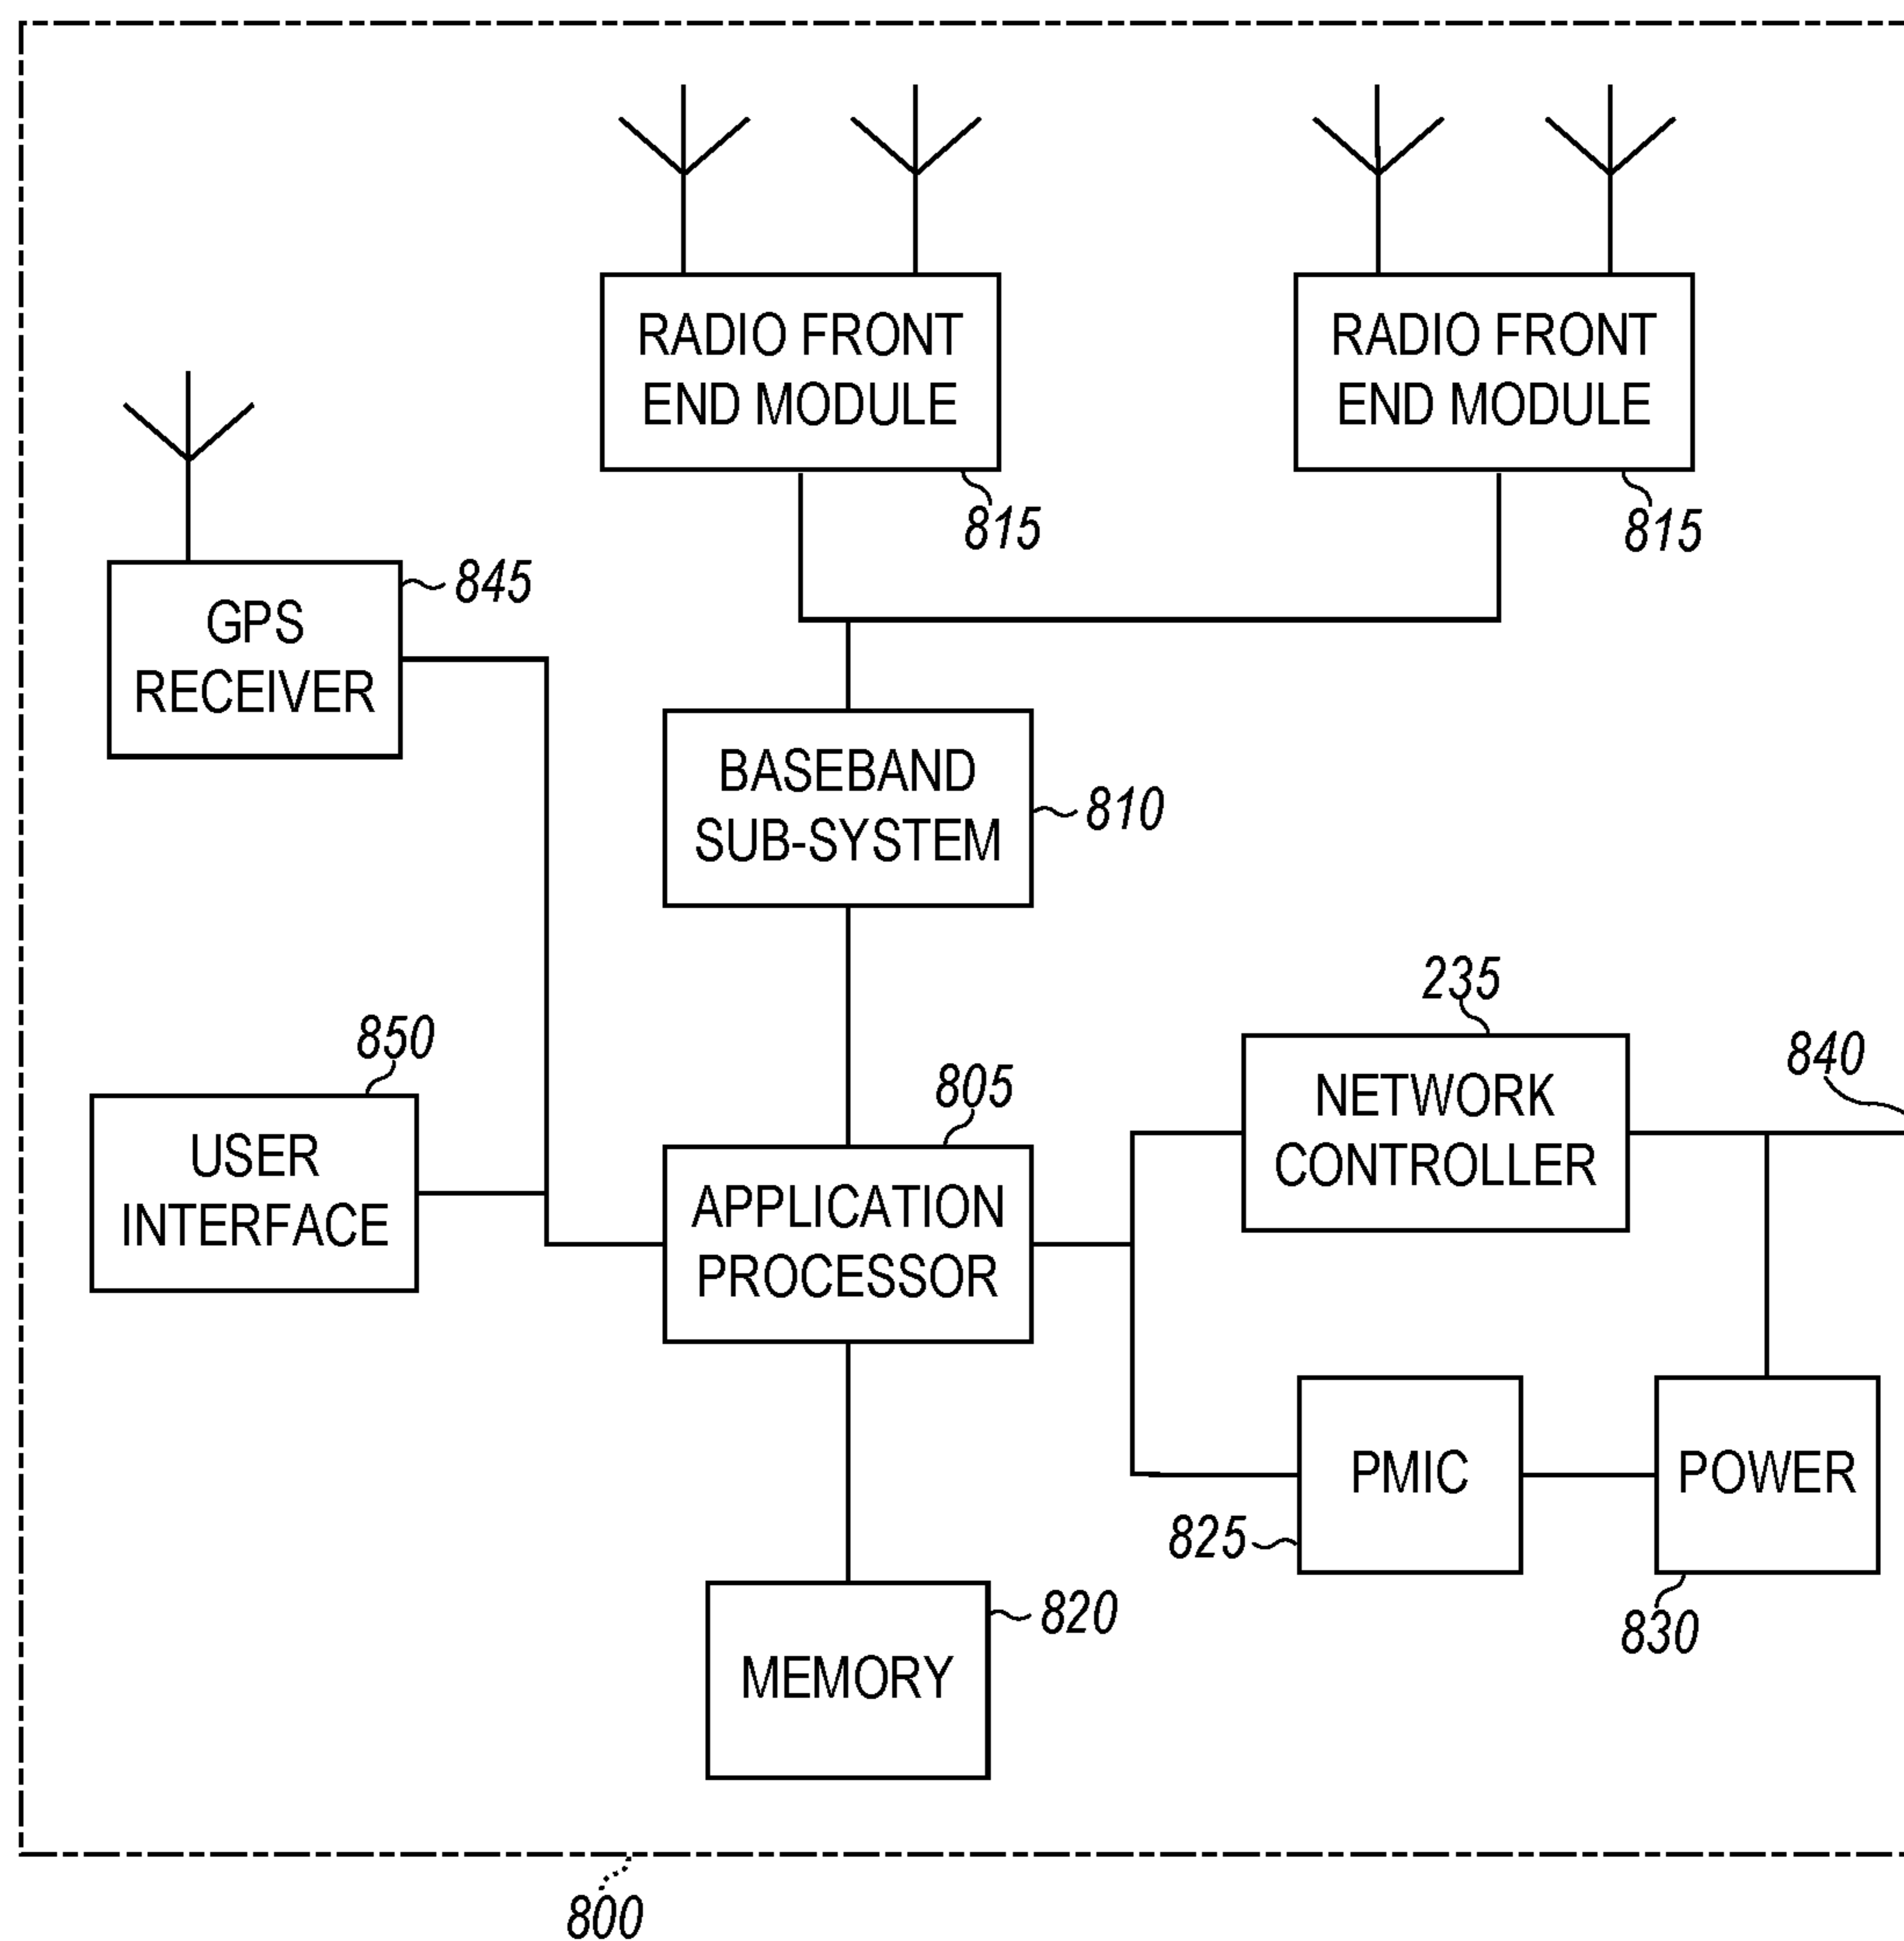 RADIO FRONT
END MODULE
815
RADIO FRONT
END MODULE
815
GPS
RECEIVER
845
BASEBAND
SUB-SYSTEM
810
USER
INTERFACE
850
APPLICATION
PROCESSOR
805
NETWORK
CONTROLLER
235
840
PMIC
825
POWER
830
MEMORY
820
800